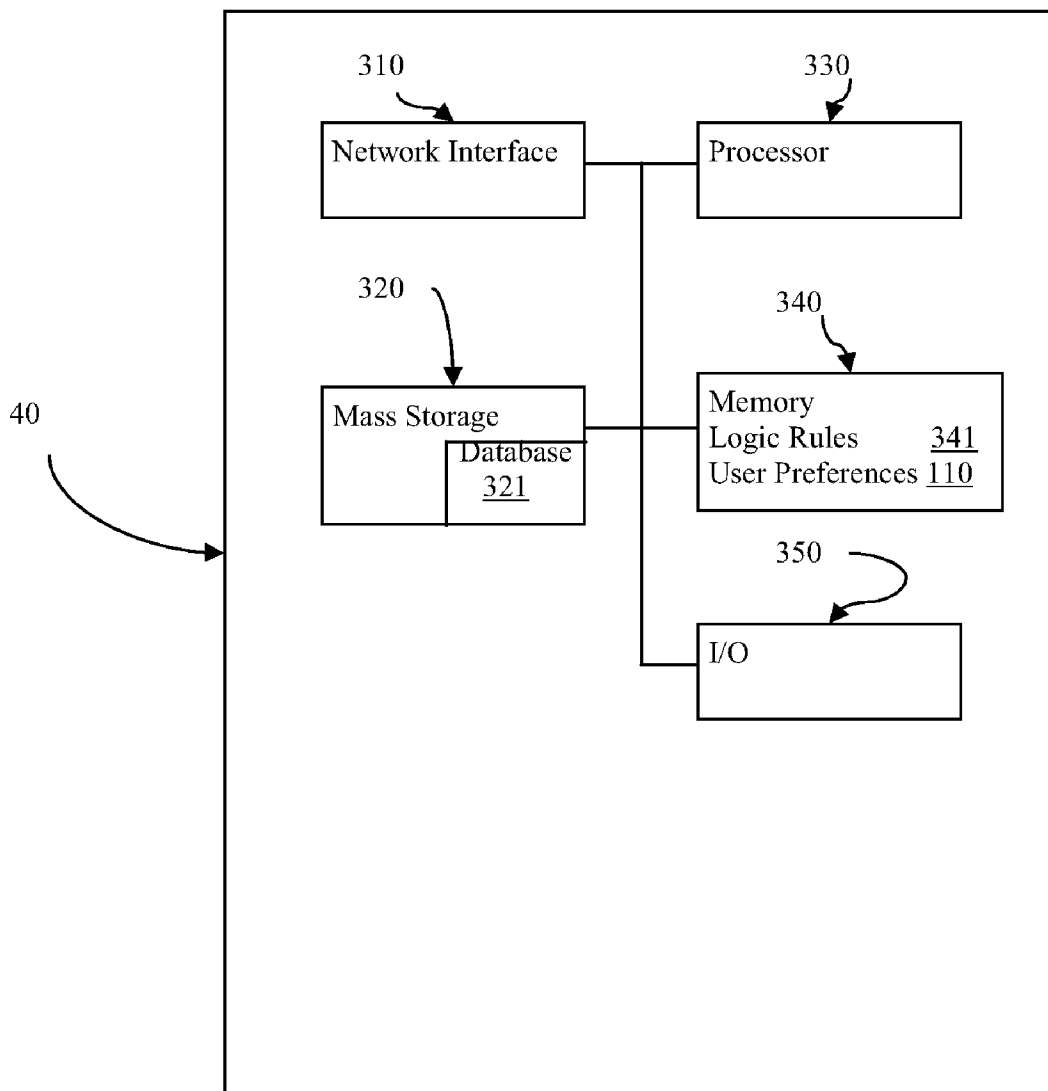 310
330
Network Interface
Processor
320
340
40
Mass Storage
Database
321
Memory
Logic Rules 341
User Preferences 110
350
I/O